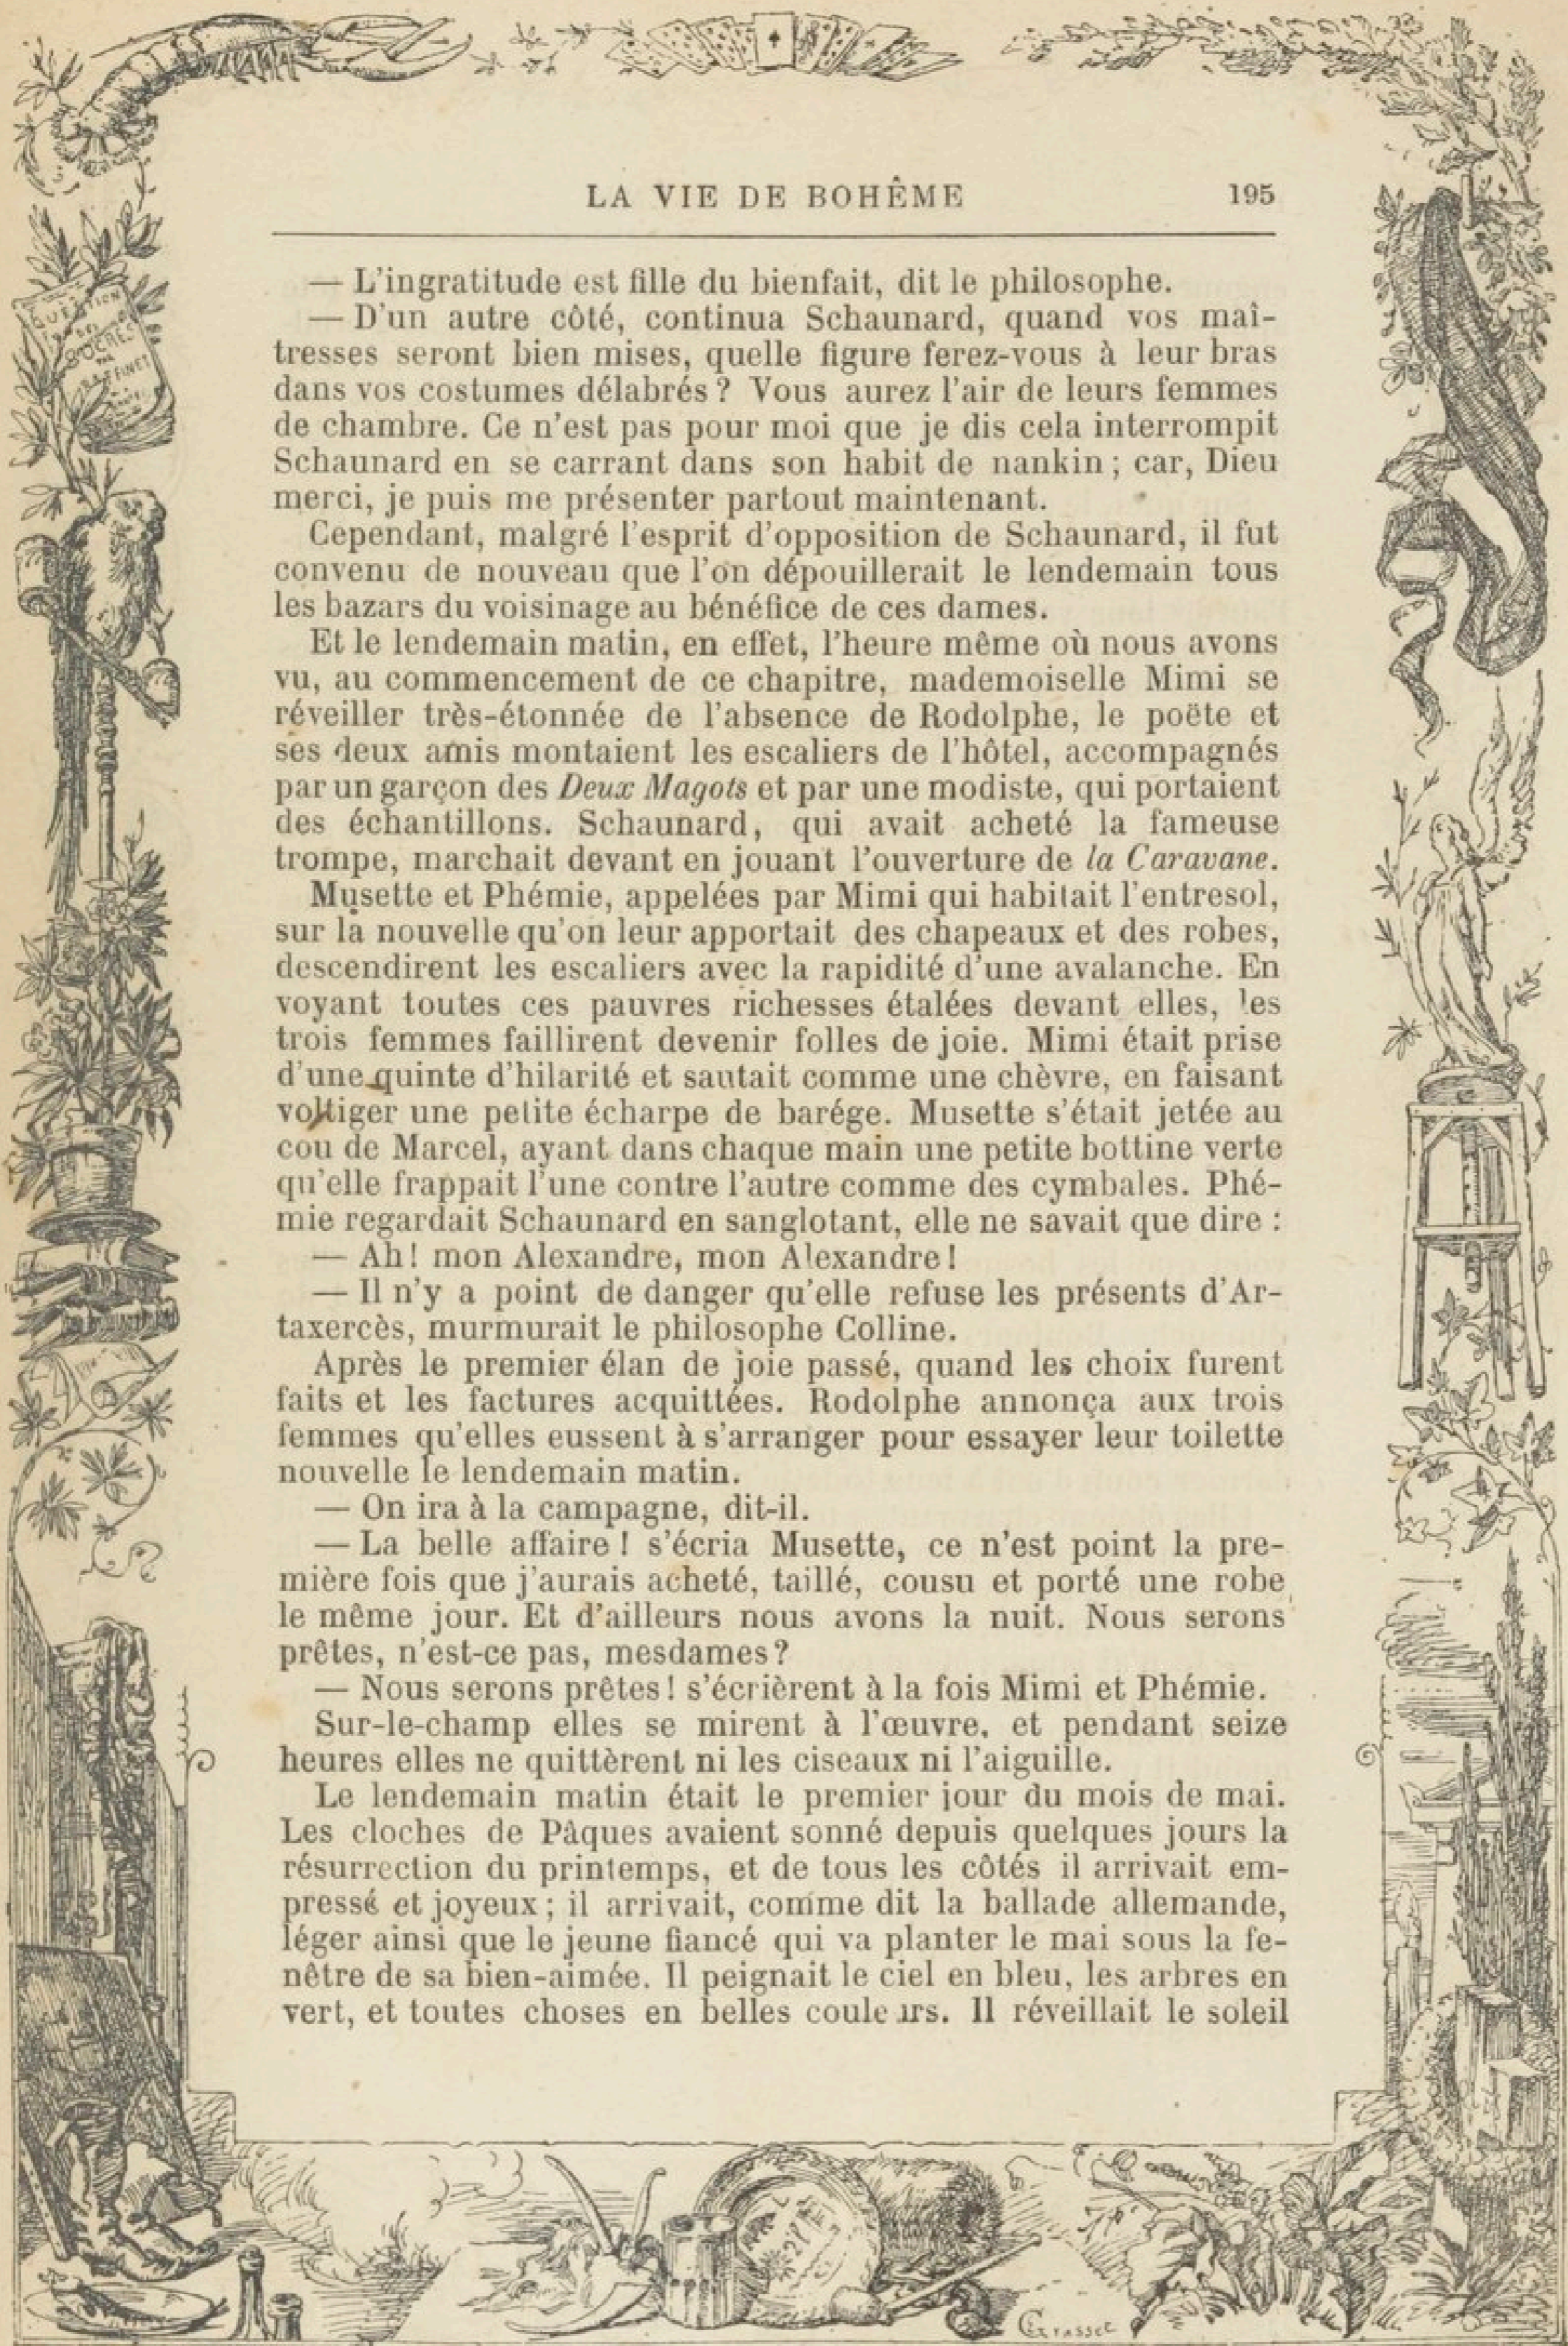 LA VIE DE BOHÊME 195
— L'ingratitude est fille du bienfait, dit le philosophe.
— D'un autre côté, continua Schaunard, quand vos maî-
tresses seront bien mises, quelle figure ferez-vous à leur bras
dans vos costumes délabrés ? Vous aurez l'air de leurs femmes
de chambre. Ce n'est pas pour moi que je dis cela interrompit
Schaunard en se carrant dans son habit de nankin ; car, Dieu
merci, je puis me présenter partout maintenant.
Cependant, malgré l'esprit d'opposition de Schaunard, il fut
convenu de nouveau que l'on dépouillerait le lendemain tous
les bazars du voisinage au bénéfice de ces dames.
Et le lendemain matin, en effet, l'heure même où nous avons
vu, au commencement de ce chapitre, mademoiselle Mimi se
réveiller très-étonnée de l'absence de Rodolphe, le poëte et
ses deux amis montaient les escaliers de l'hôtel, accompagnés
par un garçon des Deux Magots et par une modiste, qui portaient
des échantillons. Schaunard, qui avait acheté la fameuse
trompe, marchait devant en jouant l'ouverture de la Caravane.
Musette et Phémie, appelées par Mimi qui habitait l'entresol,
sur la nouvelle qu'on leur apportait des chapeaux et des robes,
descendirent les escaliers avec la rapidité d'une avalanche. En
voyant toutes ces pauvres richesses étalées devant elles, les
trois femmes faillirent devenir folles de joie. Mimi était prise
d'une quinte d'hilarité et sautait comme une chèvre, en faisant
voltiger une petite écharpe de barége. Musette s'était jetée au
cou de Marcel, ayant dans chaque main une petite bottine verte
qu'elle frappait l'une contre l'autre comme des cymbales. Phé-
mie regardait Schaunard en sanglotant, elle ne savait que dire :
— Ah ! mon Alexandre, mon Alexandre !
— Il n'y a point de danger qu'elle refuse les présents d'Ar-
taxercès, murmurait le philosophe Colline.
Après le premier élan de joie passé, quand les choix furent
faits et les factures acquittées. Rodolphe annonça aux trois
femmes qu'elles eussent à s'arranger pour essayer leur toilette
nouvelle le lendemain matin.
— On ira à la campagne, dit-il.
— La belle affaire ! s'écria Musette, ce n'est point la pre-
mière fois que j'aurais acheté, taillé, cousu et porté une robe
le même jour. Et d'ailleurs nous avons la nuit. Nous serons
prêtes, n'est-ce pas, mesdames ?
— Nous serons prêtes ! s'écrièrent à la fois Mimi et Phémie.
Sur-le-champ elles se mirent à l'œuvre, et pendant seize
heures elles ne quittèrent ni les ciseaux ni l'aiguille.
Le lendemain matin était le premier jour du mois de mai.
Les cloches de Pâques avaient sonné depuis quelques jours la
résurrection du printemps, et de tous les côtés il arrivait em-
pressé et joyeux ; il arrivait, comme dit la ballade allemande,
léger ainsi que le jeune fiancé qui va planter le mai sous la fe-
nêtre de sa bien-aimée. Il peignait le ciel en bleu, les arbres en
vert, et toutes choses en belles couleurs. Il réveillait le soleil
QUESTION
DES
SUCRES
PAR
Grasset